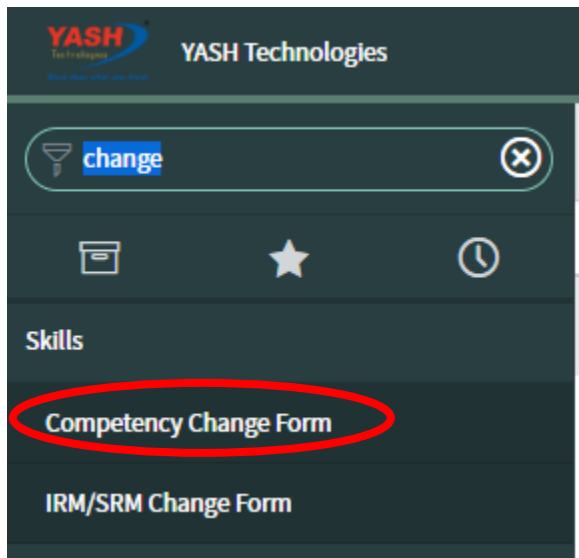 YASH
Technologies
YASH Technologies
change
Skills
Competency Change Form
IRM/SRM Change Form